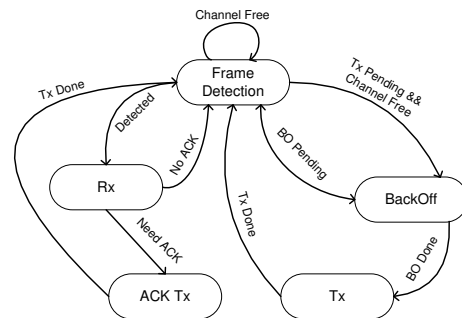 Channel Free
Frame
Detection
Tx Done
Detected
No ACK
BO Pending
Tx Pending &&
Channel Free
Rx
BackOff
Need ACK
Tx Done
BO Done
ACK Tx
Tx